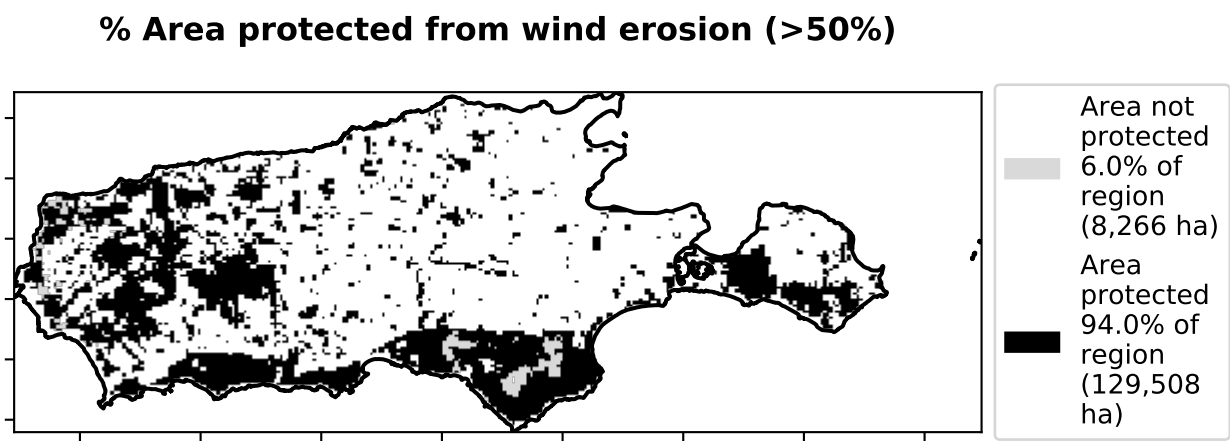 % Area protected from wind erosion (>50%)
Area not
protected
6.0% of
region
(8,266 ha)
Area
protected
94.0% of
region
(129,508
ha)